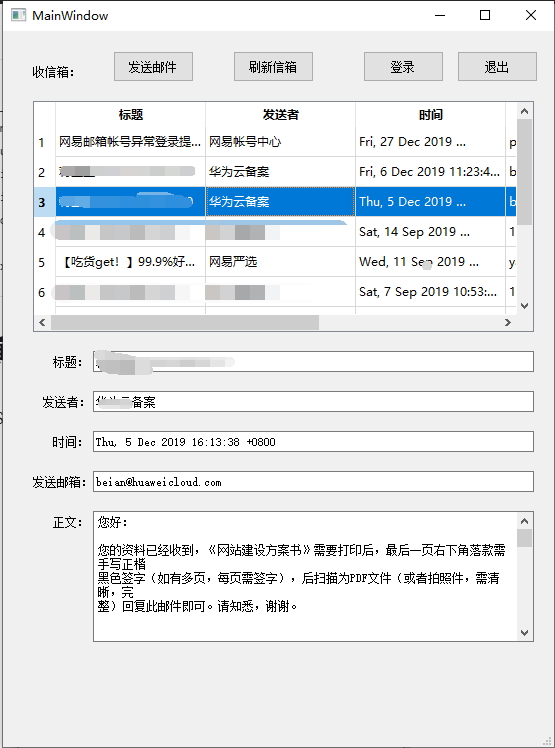 MainWindow
收信箱： 发送邮件 刷新信箱 登录 退出
标题 发送者 时间
1 网易邮箱帐号异常登录提... 网易帐号中心 Fri, 27 Dec 2019 ... p
2 华为云备案 Fri, 6 Dec 2019 11:23:4... b
3 华为云备案 Thu, 5 Dec 2019 ... b
4 Sat, 14 Sep 2019 ... 1
5 【吃货get！】99.9%好... 网易严选 Wed, 11 Sep 2019 ... y
6 Sat, 7 Sep 2019 10:53:... 1
标题：
发送者： 华为云备案
时间： Thu, 5 Dec 2019 16:13:38 +0800
发送邮箱： beian@huaweicloud.com
正文： 您好：
您的资料已经收到，《网站建设方案书》需要打印后，最后一页右下角落款需
手写正楷
黑色签字（如有多页，每页需签字），后扫描为PDF文件（或者拍照件，需清
晰，完
整）回复此邮件即可。请知悉，谢谢。